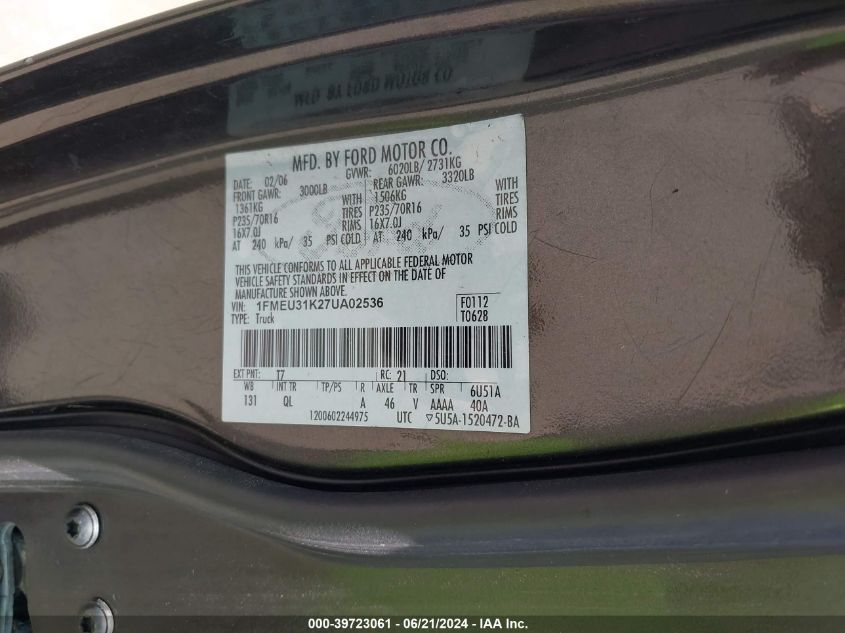 MFD. BY FORD MOTOR CO.
DATE: 02/06 GVWR: 6020LB/ 2731KG
FRONT GAWR: 3000LB REAR GAWR: 3320LB
1361KG WITH 1506KG WITH
P235/70R16 TIRES P235/70R16 TIRES
16X7.0J RIMS 16X7.0J RIMS
AT 240 kPa/ 35 PSI COLD AT 240 kPa/ 35 PSI COLD
THIS VEHICLE CONFORMS TO ALL APPLICABLE FEDERAL MOTOR
VEHICLE SAFETY STANDARDS IN EFFECT ON THE DATE OF
MANUFACTURE SHOWN ABOVE.
VIN: 1FMEU31K27UA02536 F0112
TYPE: Truck T0628
EXT PNT: T7 RC: 21 DSO:
WB INT TR TP/PS R AXLE TR SPR 6U51A
131 QL A 46 V AAAA 40A
1200602244975 UTC ▽5U5A-1520472-BA
000-39723061 - 06/21/2024 - IAA Inc.